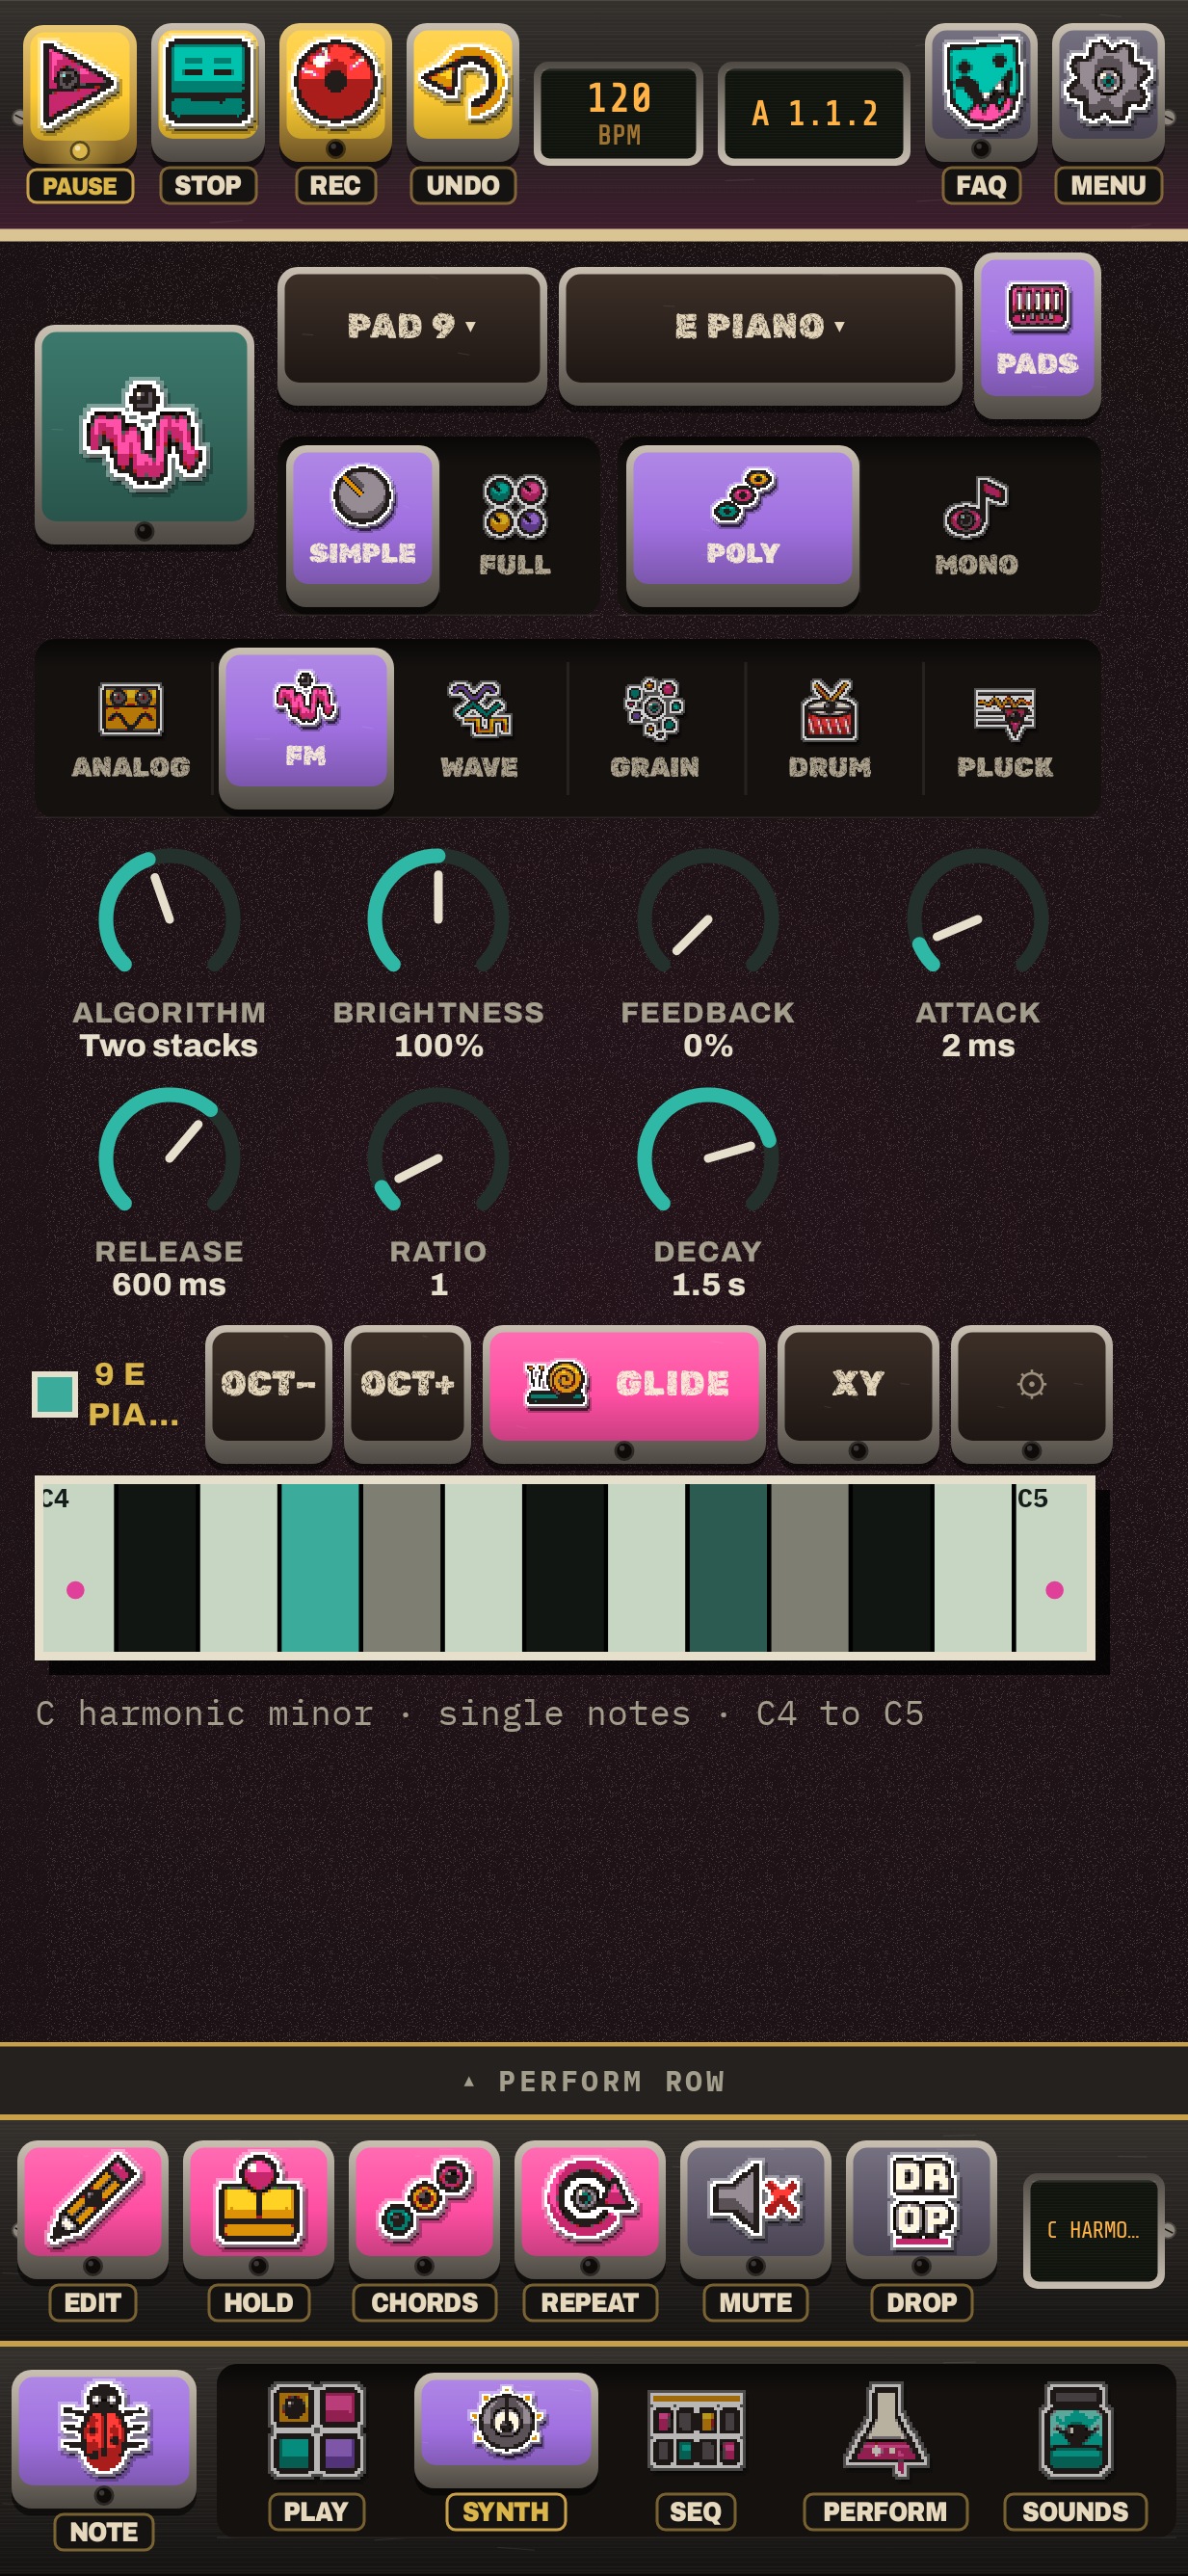 120
BPM
A 1.1.2
PAUSE
STOP
REC
UNDO
FAQ
MENU
PAD 9 ▾
E PIANO ▾
PADS
SIMPLE
FULL
POLY
MONO
ANALOG
FM
WAVE
GRAIN
DRUM
PLUCK
ALGORITHM
Two stacks
BRIGHTNESS
100%
FEEDBACK
0%
ATTACK
2 ms
RELEASE
600 ms
RATIO
1
DECAY
1.5 s
9 E
PIA...
OCT-
OCT+
GLIDE
XY
C4
C5
C harmonic minor · single notes · C4 to C5
▴ PERFORM ROW
DR
OP
C HARMO...
EDIT
HOLD
CHORDS
REPEAT
MUTE
DROP
NOTE
PLAY
SYNTH
SEQ
PERFORM
SOUNDS